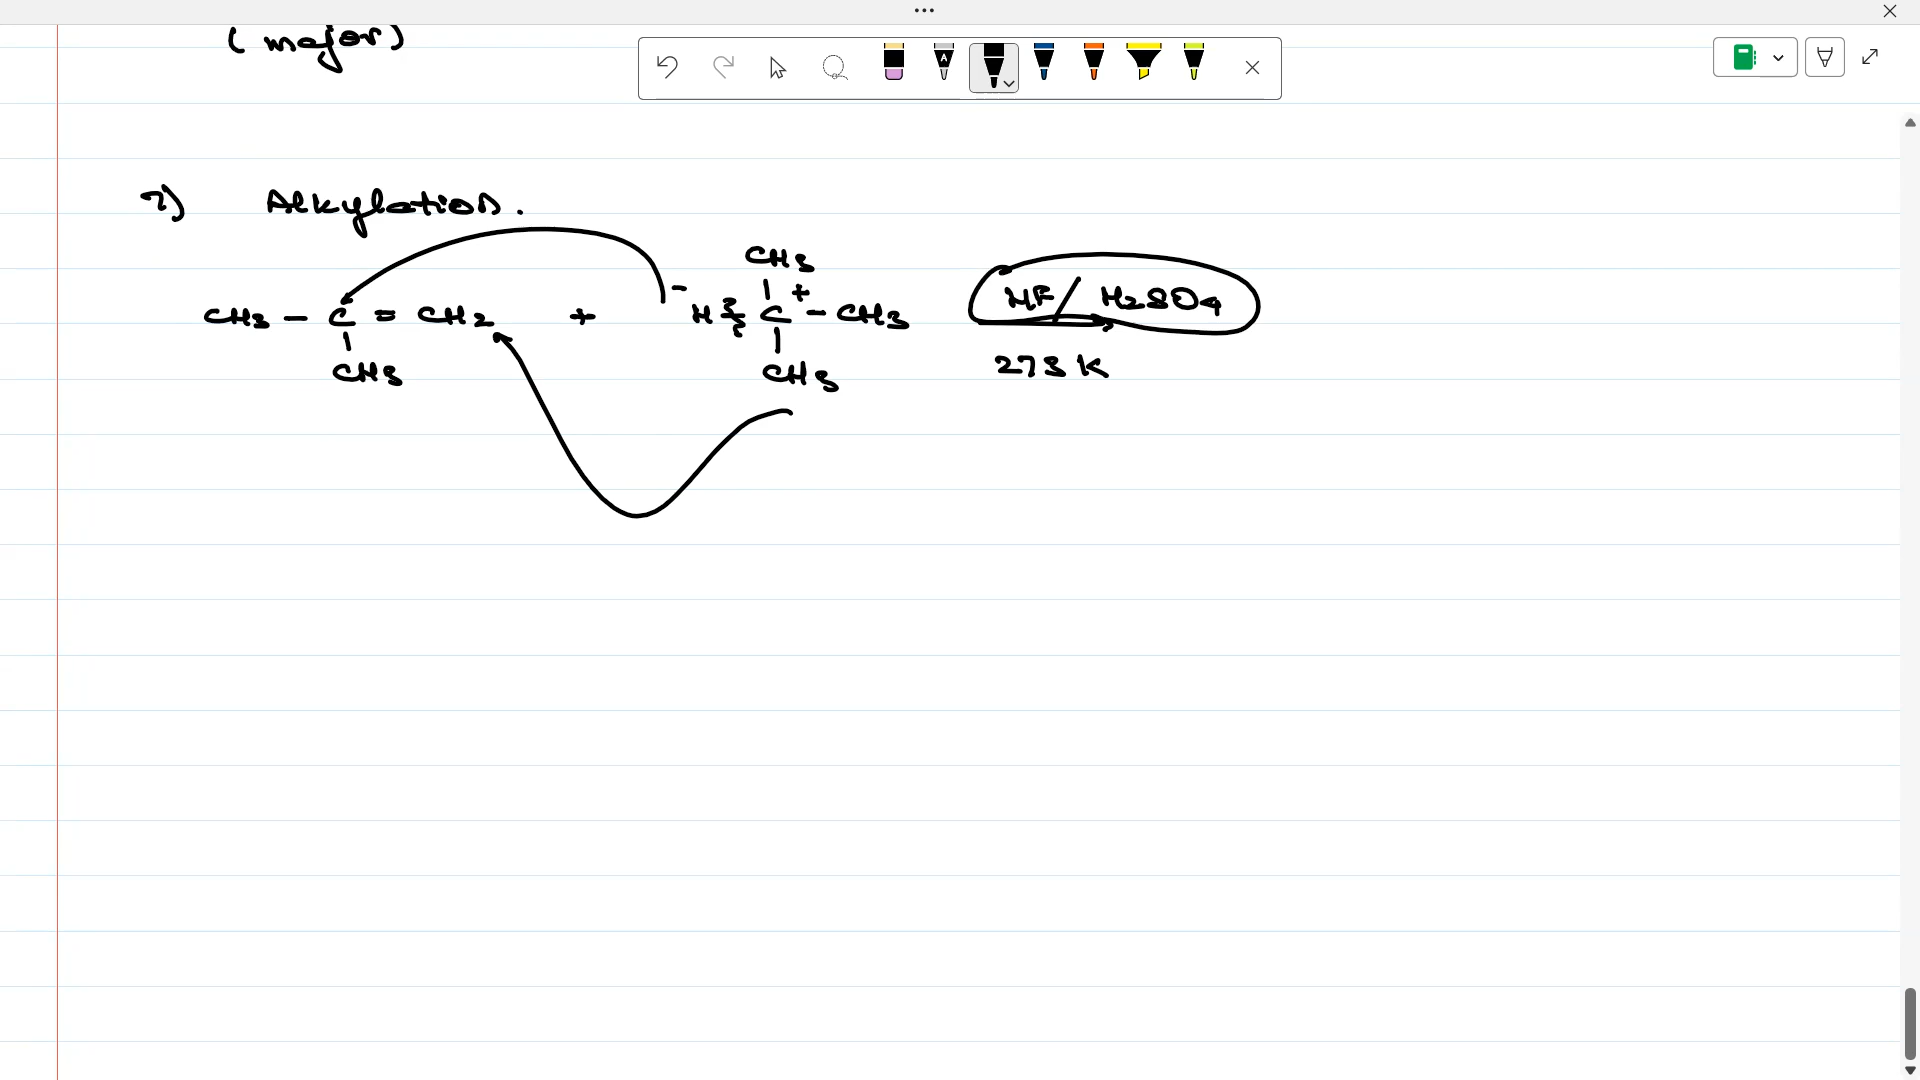 (major)
7) Alkylation.
CH3
CH3 - C = CH2 + - H } C + - CH3 HF/H2SO4
CH3 CH3 273 K